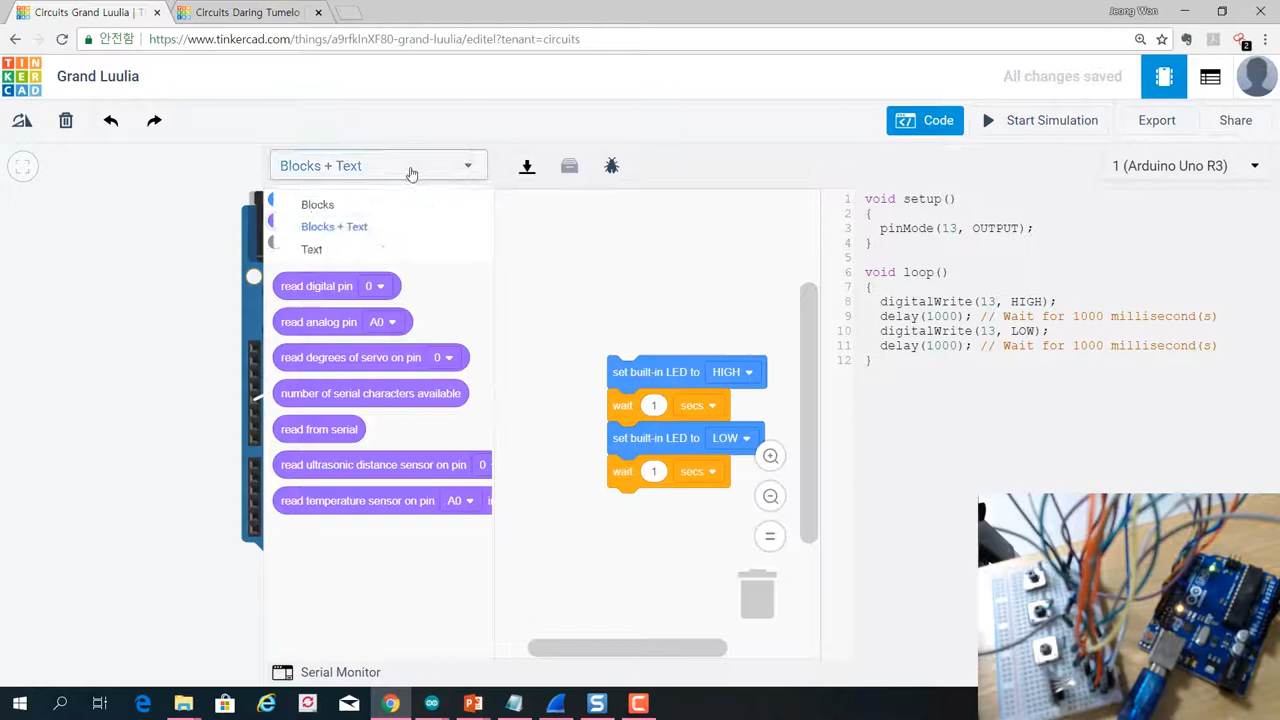 Circuits Grand Luulia | T
Circuits Daring Tumelo
Jeong Won
안전함
https://www.tinkercad.com/things/a9rfklnXF80-grand-luulia/editel?tenant=circuits
2
TIN
KER
CAD
Grand Luulia
All changes saved
Code
Start Simulation
Export
Share
Blocks + Text
1 (Arduino Uno R3)
Blocks
Blocks + Text
Text
read digital pin 0
read analog pin A0
read degrees of servo on pin 0
number of serial characters available
read from serial
read ultrasonic distance sensor on pin 0
read temperature sensor on pin A0
set built-in LED to HIGH
wait 1 secs
set built-in LED to LOW
wait 1 secs
1 void setup()
2 {
3 pinMode(13, OUTPUT);
4 }
5
6 void loop()
7 {
8 digitalWrite(13, HIGH);
9 delay(1000); // Wait for 1000 millisecond(s)
10 digitalWrite(13, LOW);
11 delay(1000); // Wait for 1000 millisecond(s)
12 }
Serial Monitor